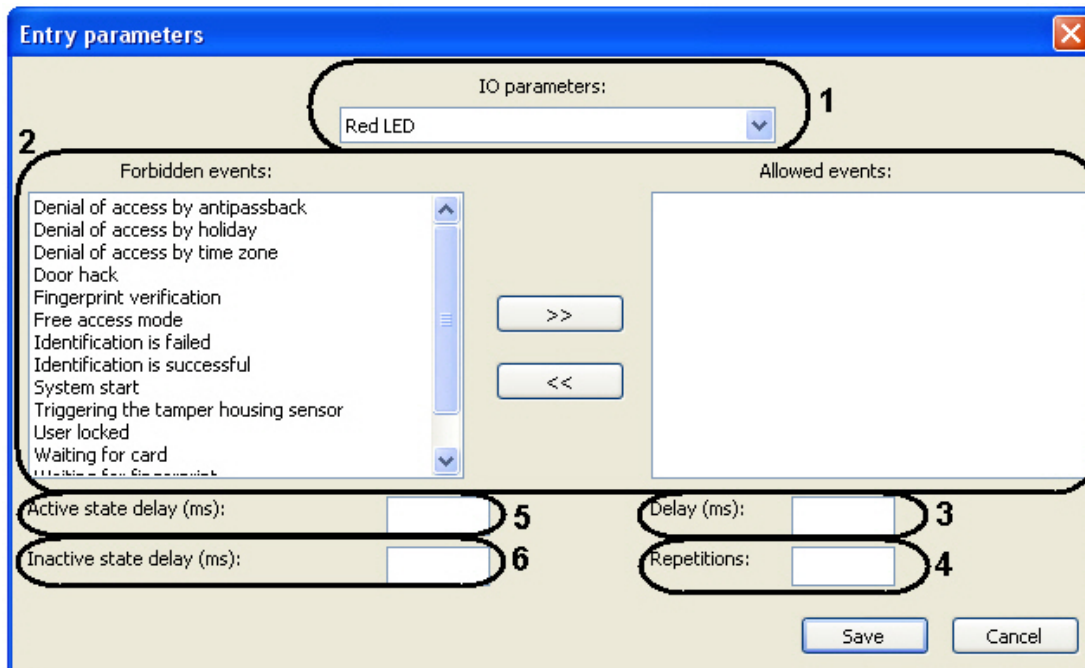 Entry parameters
IO parameters:
1
Red LED
2
Forbidden events:
Allowed events:
Denial of access by antipassback
Denial of access by holiday
Denial of access by time zone
Door hack
Fingerprint verification
Free access mode
Identification is failed
Identification is successful
System start
Triggering the tamper housing sensor
User locked
Waiting for card
Waiting for fingerprint
>>
<<
Active state delay (ms):
5
Delay (ms):
3
Inactive state delay (ms):
6
Repetitions:
4
Save
Cancel